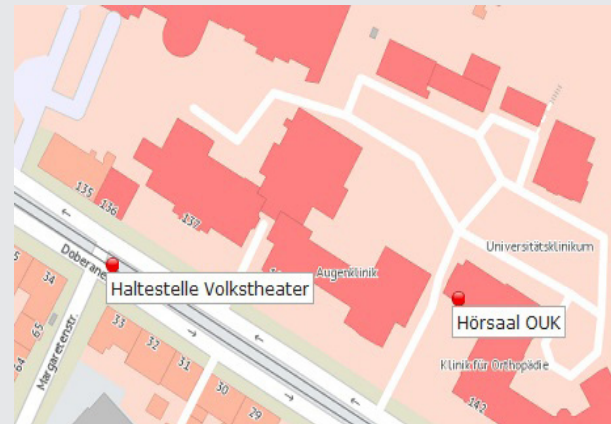 135
136
137
Doberane
Haltestelle Volkstheater
Augenklinik
Universitätsklinikum
Hörsaal OUK
Klinik für Orthopädie
142
34
65
64
Margaretenstr.
33
32
31
30
29